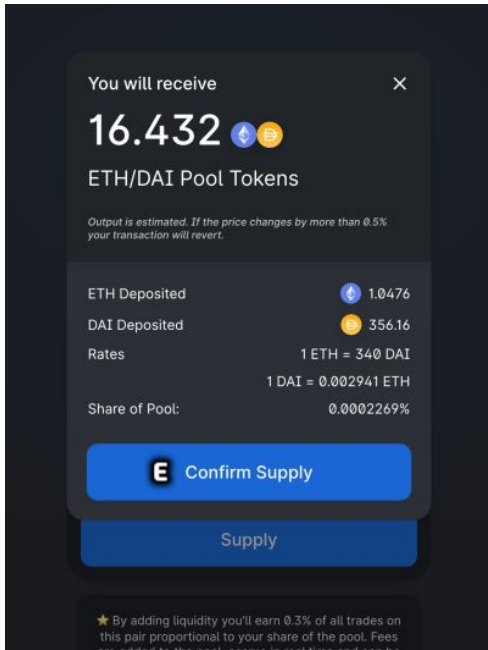 You will receive
16.432
ETH/DAI Pool Tokens
Output is estimated. If the price changes by more than 0.5%
your transaction will revert.
ETH Deposited 1.0476
DAI Deposited 356.16
Rates 1 ETH = 340 DAI
1 DAI = 0.002941 ETH
Share of Pool: 0.0002269%
E Confirm Supply
Supply
By adding liquidity you'll earn 0.3% of all trades on
this pair proportional to your share of the pool. Fees